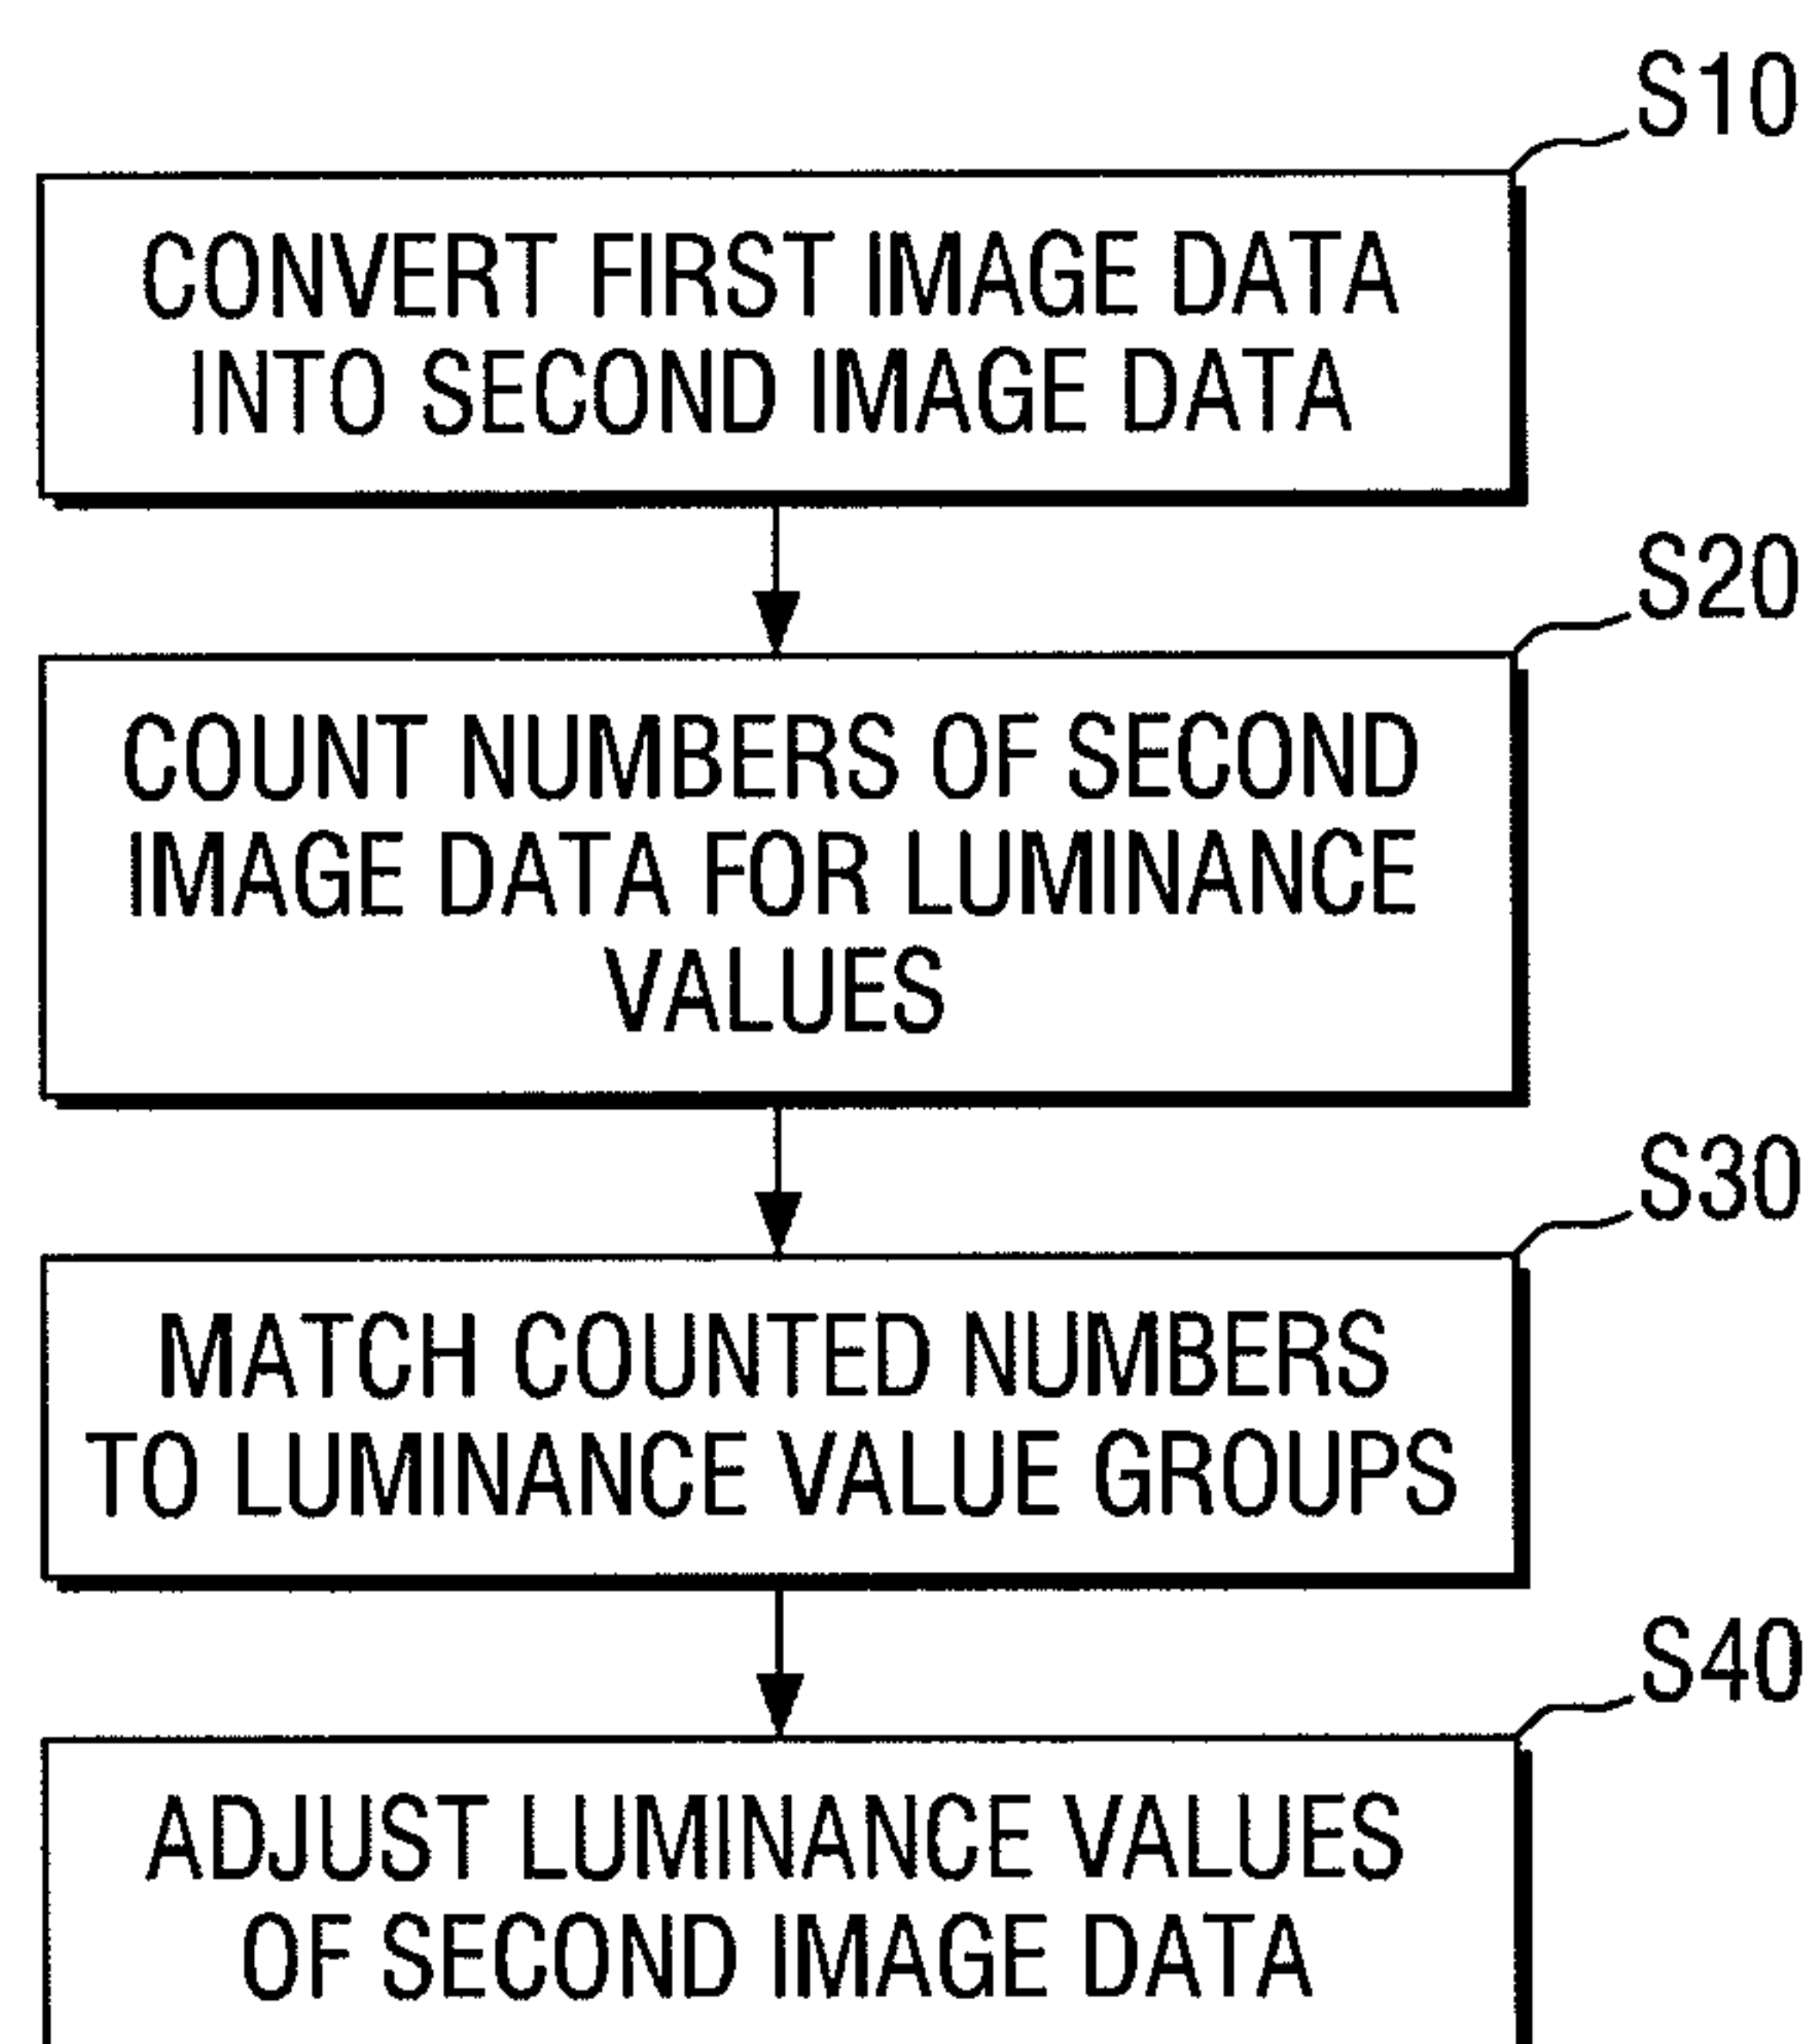 S10
CONVERT FIRST IMAGE DATA
INTO SECOND IMAGE DATA
S20
COUNT NUMBERS OF SECOND
IMAGE DATA FOR LUMINANCE
VALUES
S30
MATCH COUNTED NUMBERS
TO LUMINANCE VALUE GROUPS
S40
ADJUST LUMINANCE VALUES
OF SECOND IMAGE DATA